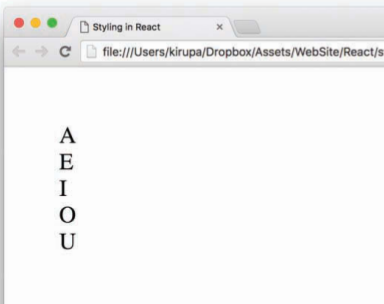 Styling in React
file:///Users/kirupa/Dropbox/Assets/WebSite/React/s
A
E
I
O
U